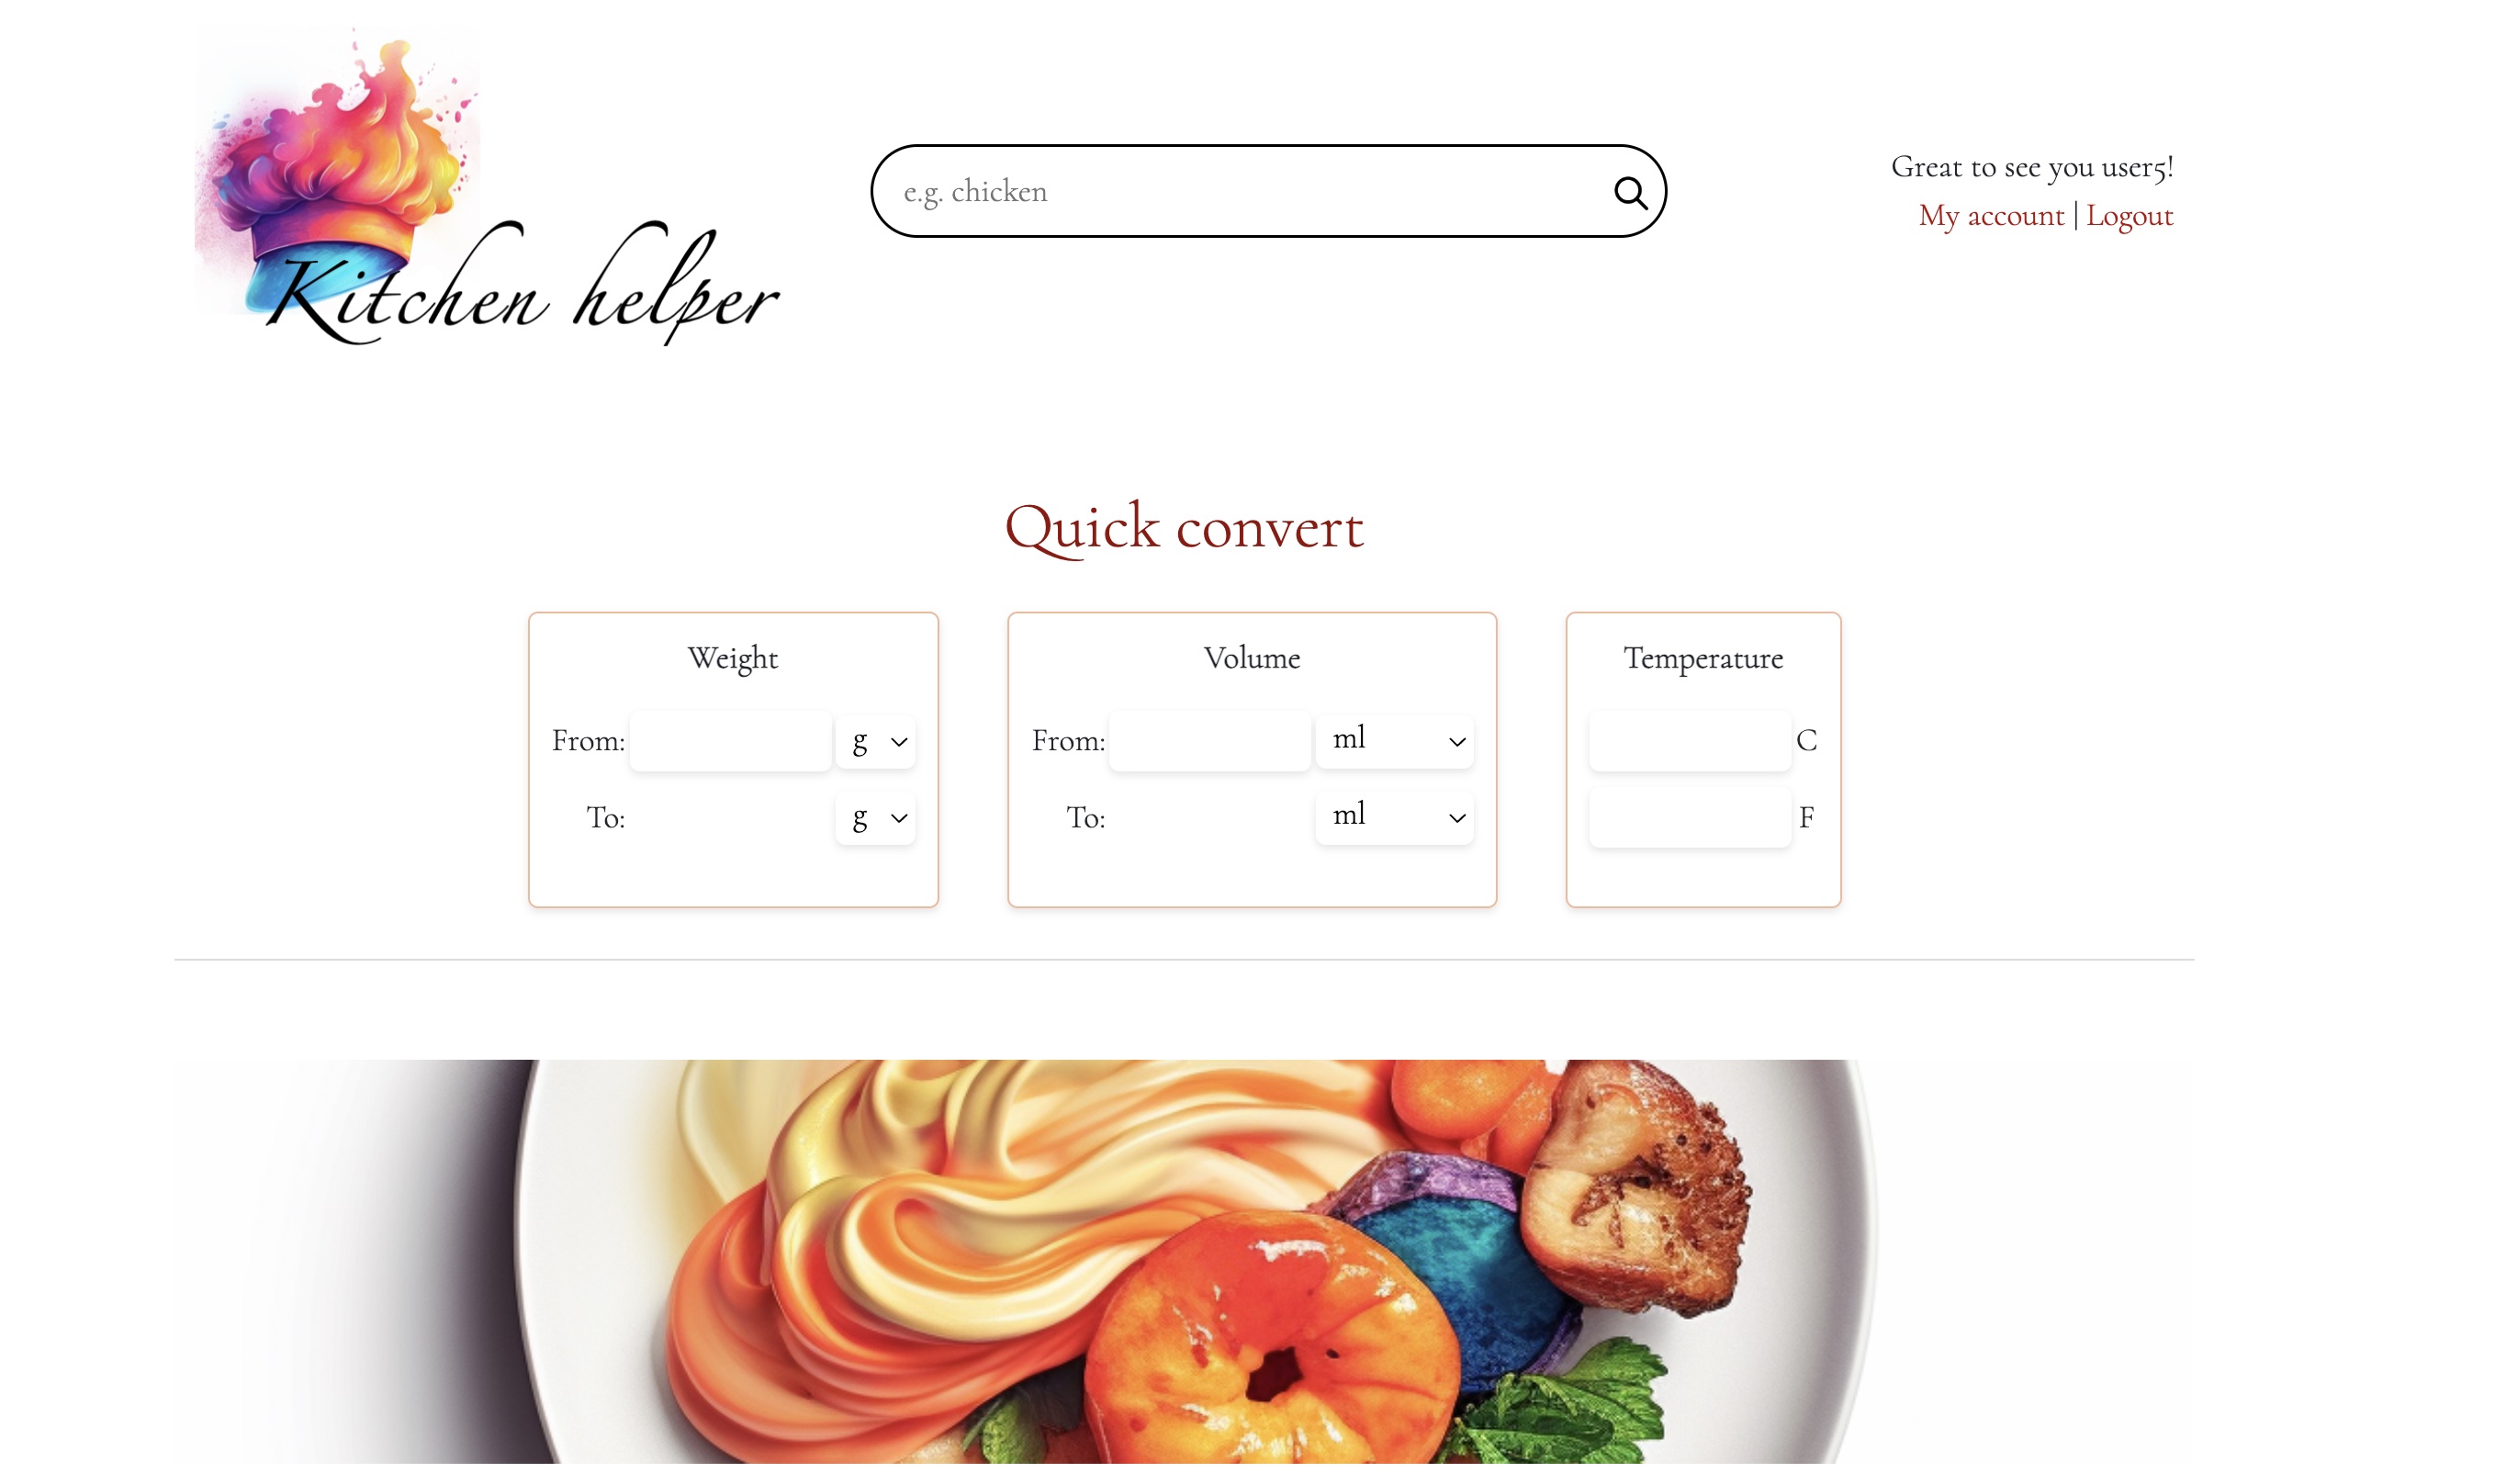 Kitchen helper
e.g. chicken
Great to see you user5!
My account | Logout
Quick convert
Weight
From: g
To: g
Volume
From: ml
To: ml
Temperature
C
F